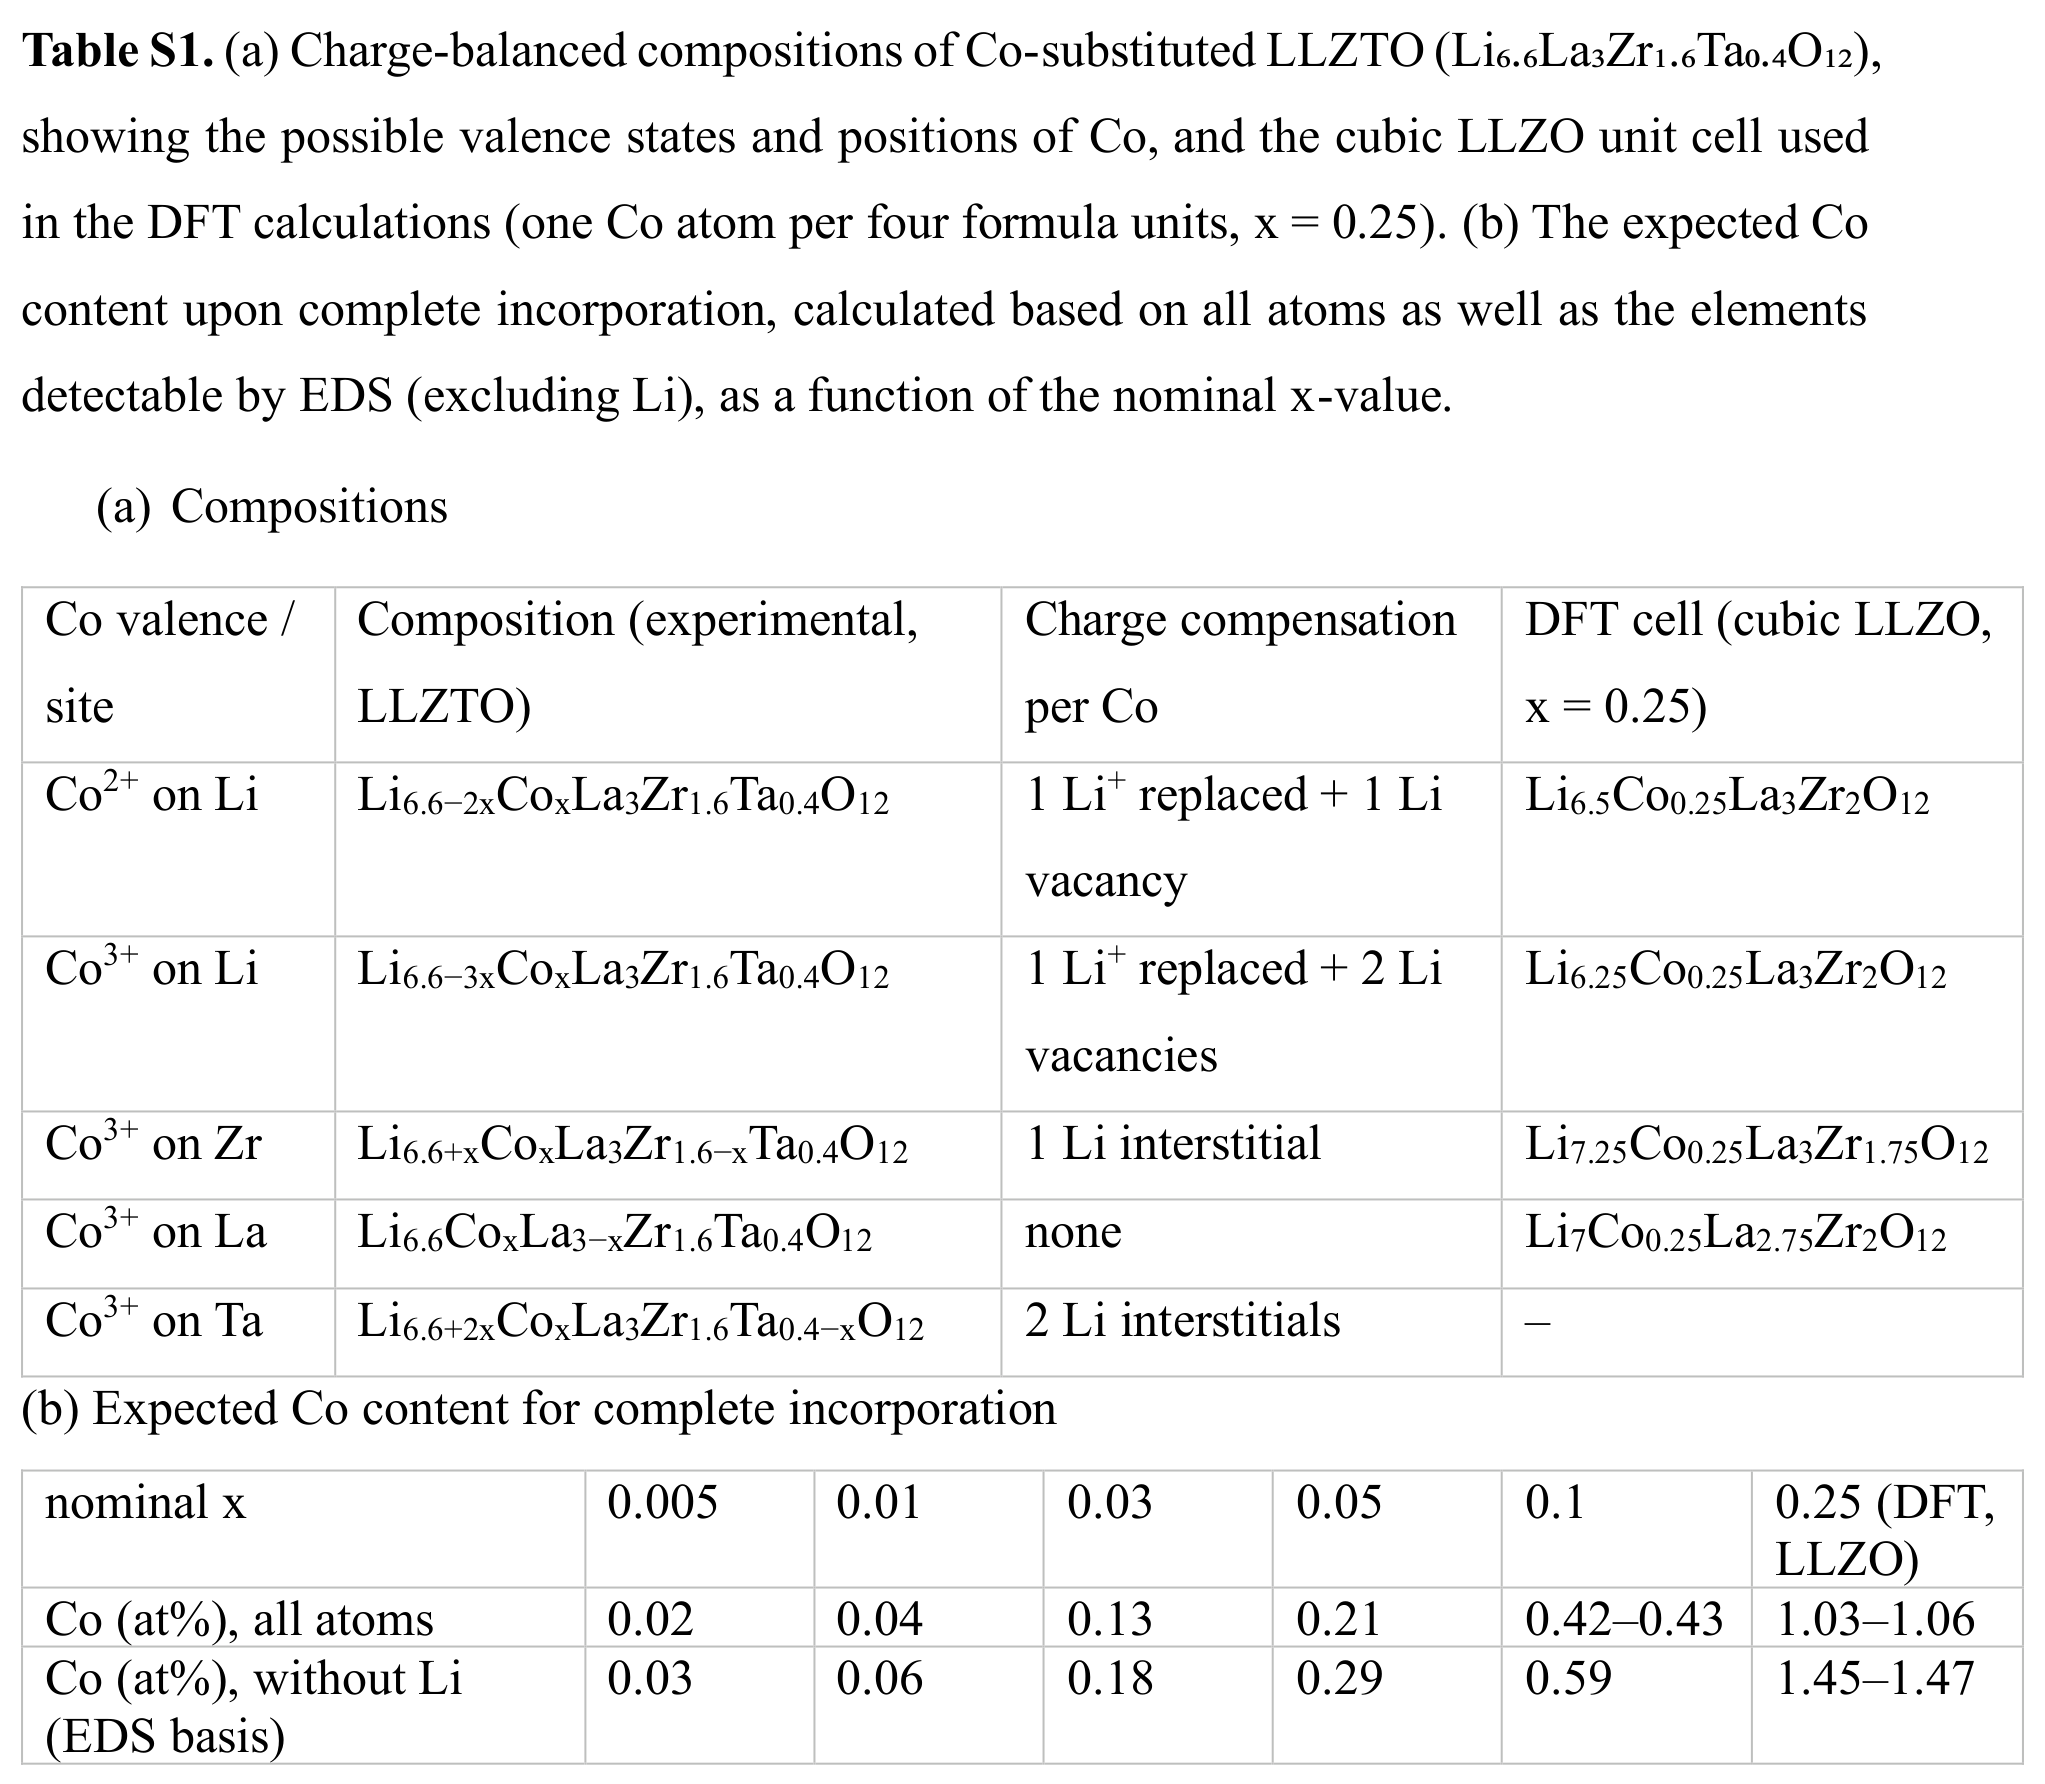 Table S1. (a) Charge-balanced compositions of Co-substituted LLZTO (Li₆.₆La₃Zr₁.₆Ta₀.₄O₁₂),
showing the possible valence states and positions of Co, and the cubic LLZO unit cell used
in the DFT calculations (one Co atom per four formula units, x = 0.25). (b) The expected Co
content upon complete incorporation, calculated based on all atoms as well as the elements
detectable by EDS (excluding Li), as a function of the nominal x-value.
(a) Compositions
Co valence / site
Composition (experimental, LLZTO)
Charge compensation per Co
DFT cell (cubic LLZO, x = 0.25)
Co²⁺ on Li
Li₆.₆₋₂ₓCoₓLa₃Zr₁.₆Ta₀.₄O₁₂
1 Li⁺ replaced + 1 Li vacancy
Li₆.₅Co₀.₂₅La₃Zr₂O₁₂
Co³⁺ on Li
Li₆.₆₋₃ₓCoₓLa₃Zr₁.₆Ta₀.₄O₁₂
1 Li⁺ replaced + 2 Li vacancies
Li₆.₂₅Co₀.₂₅La₃Zr₂O₁₂
Co³⁺ on Zr
Li₆.₆₊ₓCoₓLa₃Zr₁.₆₋ₓTa₀.₄O₁₂
1 Li interstitial
Li₇.₂₅Co₀.₂₅La₃Zr₁.₇₅O₁₂
Co³⁺ on La
Li₆.₆CoₓLa₃₋ₓZr₁.₆Ta₀.₄O₁₂
none
Li₇Co₀.₂₅La₂.₇₅Zr₂O₁₂
Co³⁺ on Ta
Li₆.₆₊₂ₓCoₓLa₃Zr₁.₆Ta₀.₄₋ₓO₁₂
2 Li interstitials
–
(b) Expected Co content for complete incorporation
nominal x 0.005 0.01 0.03 0.05 0.1 0.25 (DFT, LLZO)
Co (at%), all atoms 0.02 0.04 0.13 0.21 0.42–0.43 1.03–1.06
Co (at%), without Li (EDS basis) 0.03 0.06 0.18 0.29 0.59 1.45–1.47